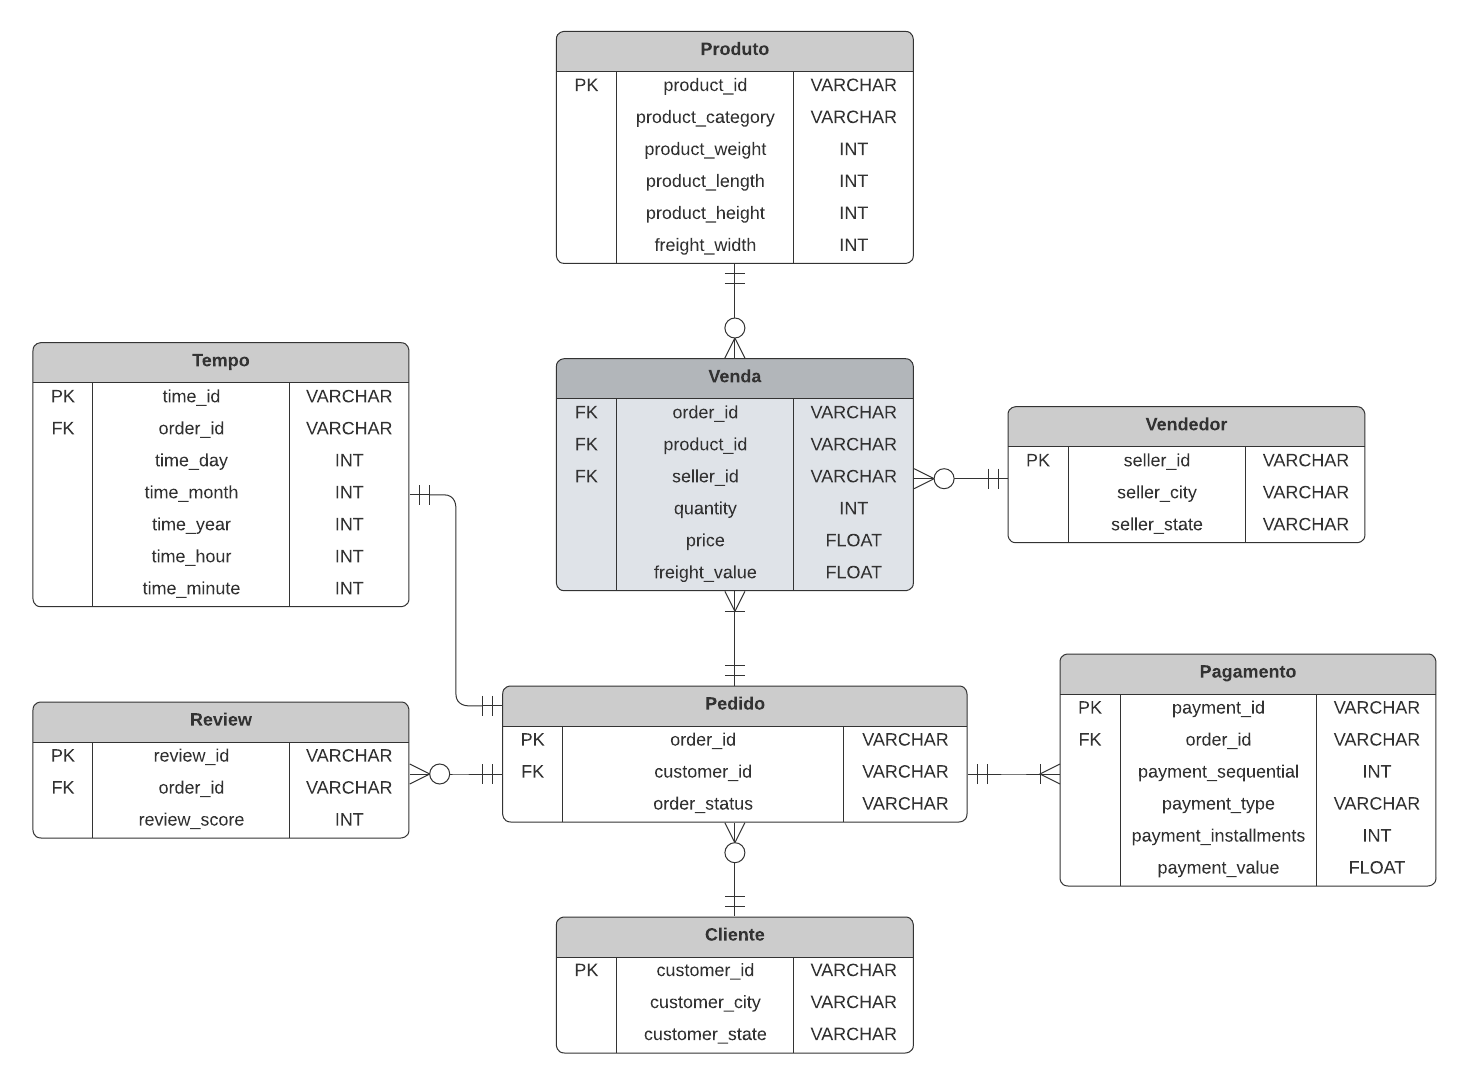 Produto
PK product_id VARCHAR
product_category VARCHAR
product_weight INT
product_length INT
product_height INT
freight_width INT
Tempo
PK time_id VARCHAR
FK order_id VARCHAR
time_day INT
time_month INT
time_year INT
time_hour INT
time_minute INT
Venda
FK order_id VARCHAR
FK product_id VARCHAR
FK seller_id VARCHAR
quantity INT
price FLOAT
freight_value FLOAT
Vendedor
PK seller_id VARCHAR
seller_city VARCHAR
seller_state VARCHAR
Review
PK review_id VARCHAR
FK order_id VARCHAR
review_score INT
Pedido
PK order_id VARCHAR
FK customer_id VARCHAR
order_status VARCHAR
Pagamento
PK payment_id VARCHAR
FK order_id VARCHAR
payment_sequential INT
payment_type VARCHAR
payment_installments INT
payment_value FLOAT
Cliente
PK customer_id VARCHAR
customer_city VARCHAR
customer_state VARCHAR